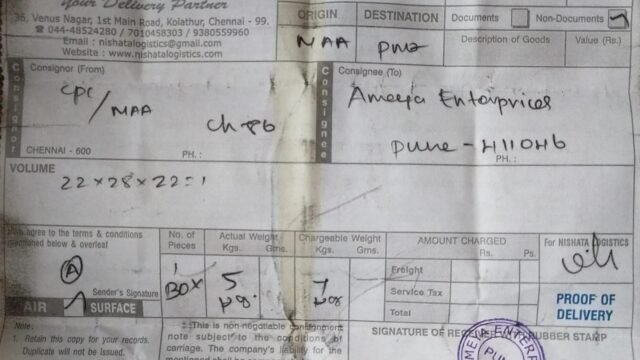 Your Delivery Partner
36, Venus Nagar, 1st Main Road, Kolathur, Chennai - 99.
044-48524280 / 7010458303 / 9380559960
Email : nishatalogistics@gmail.com
Website : www.nishatalogistics.com
ORIGIN
MAA
DESTINATION
PNQ
Documents
Non-Documents
Description of Goods
Value (Rs.)
Consignor
Consignor (From)
CPC / MAA
Ch 86
CHENNAI - 600
PH. :
Consignee
Consignee (To)
Ameya Enterprices
Pune - 411046
PH. :
VOLUME
22 x 28 x 22 = 1
agree to the terms & conditions
mentioned below & overleaf
A
Sender's Signature
AIR
SURFACE
No. of Pieces
1
BOX
Actual Weight
Kgs. Gms.
5
kg.
Chargeable Weight
Kgs. Gms.
7
kg
AMOUNT CHARGED
Rs. Ps.
Freight
Service Tax
Total
For NISHATA LOGISTICS
PROOF OF
DELIVERY
Note :
1. Retain this copy for your records.
Duplicate will not be issued.
This is non-negotiable consignment
note subject to the conditions of
carriage. The company's liability for the
SIGNATURE OF
RUBBER STAMP